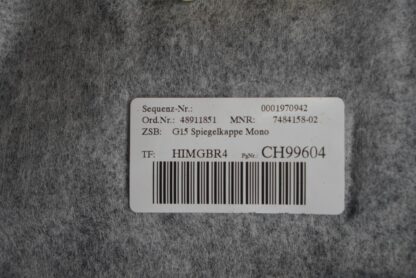 Sequenz-Nr.: 0001970942
Ord.Nr.: 48911851 MNR: 7484158-02
ZSB: G15 Spiegelkappe Mono
TF: HIMGBR4 PgNr.: CH99604